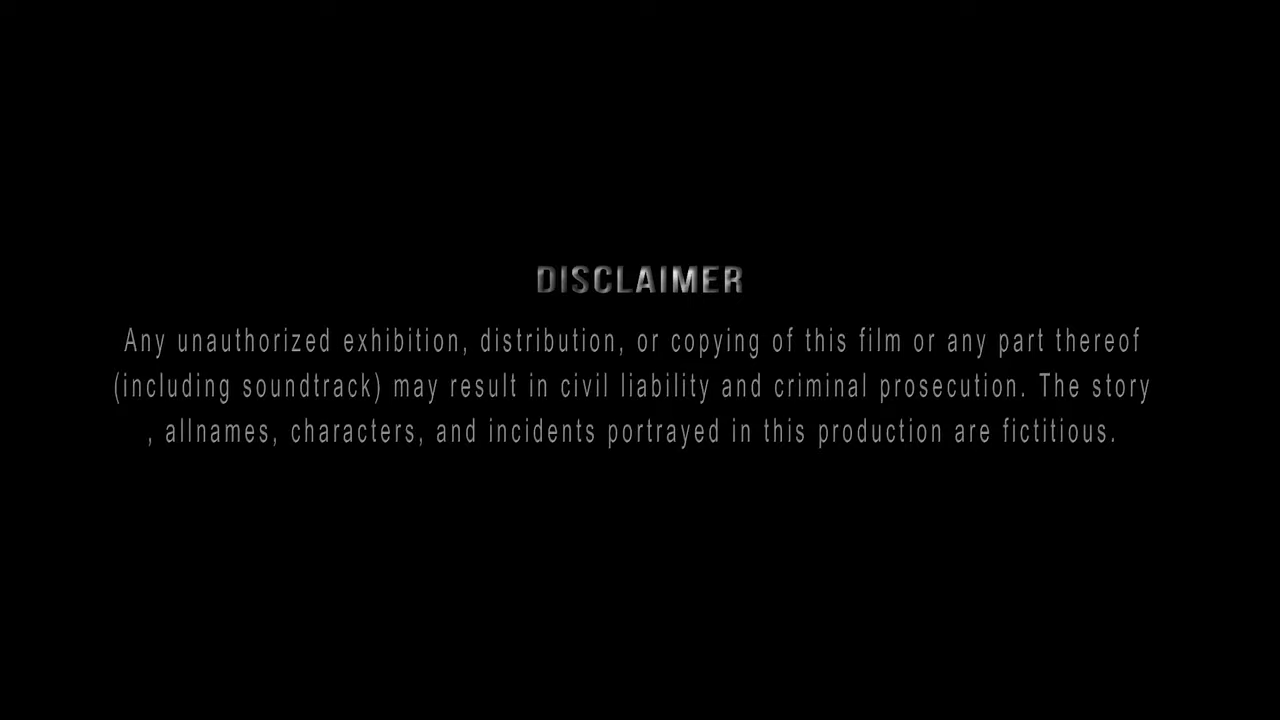 DISCLAIMER
Any unauthorized exhibition, distribution, or copying of this film or any part thereof
(including soundtrack) may result in civil liability and criminal prosecution. The story
, allnames, characters, and incidents portrayed in this production are fictitious.